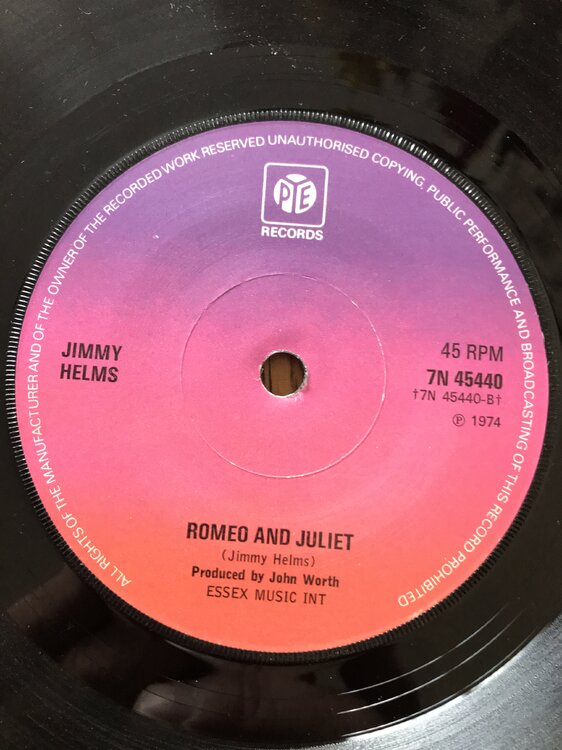 ALL RIGHTS OF THE MANUFACTURER AND OF THE OWNER OF THE RECORDED WORK RESERVED UNAUTHORISED COPYING, PUBLIC PERFORMANCE AND BROADCASTING OF THIS RECORD PROHIBITED
PYE
RECORDS
JIMMY
HELMS
45 RPM
7N 45440
†7N 45440-B†
℗ 1974
ROMEO AND JULIET
(Jimmy Helms)
Produced by John Worth
ESSEX MUSIC INT